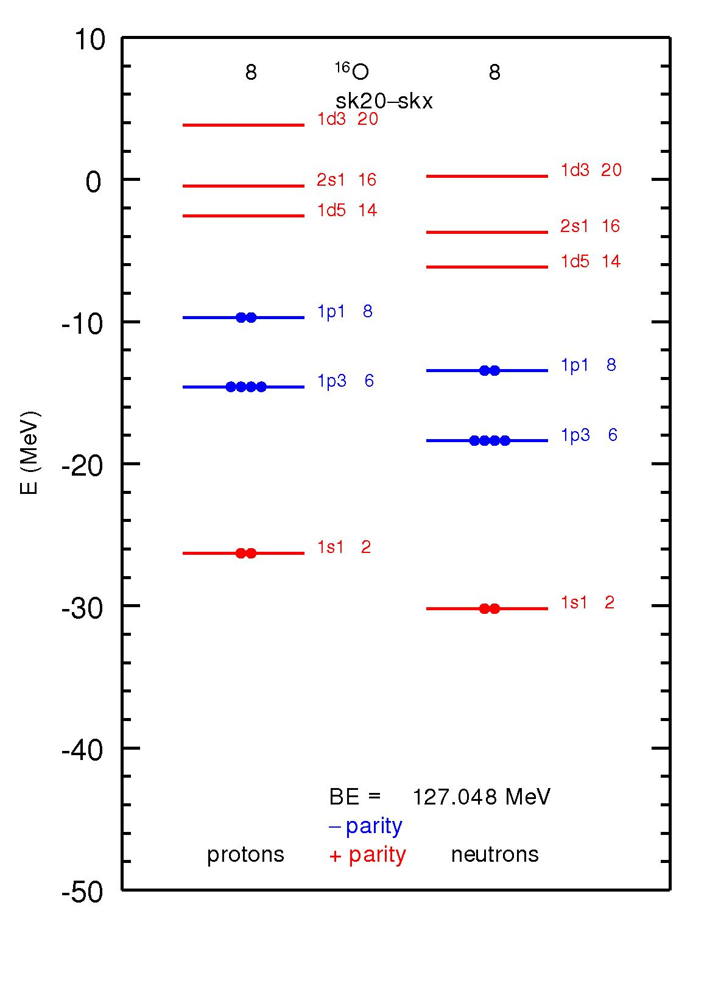 10
8 ¹⁶O 8
sk20–skx
1d3 20
1d3 20
0
2s1 16
1d5 14
2s1 16
1d5 14
1p1 8
-10
1p1 8
1p3 6
1p3 6
E (MeV)
-20
1s1 2
1s1 2
-30
-40
BE = 127.048 MeV
– parity
protons + parity neutrons
-50